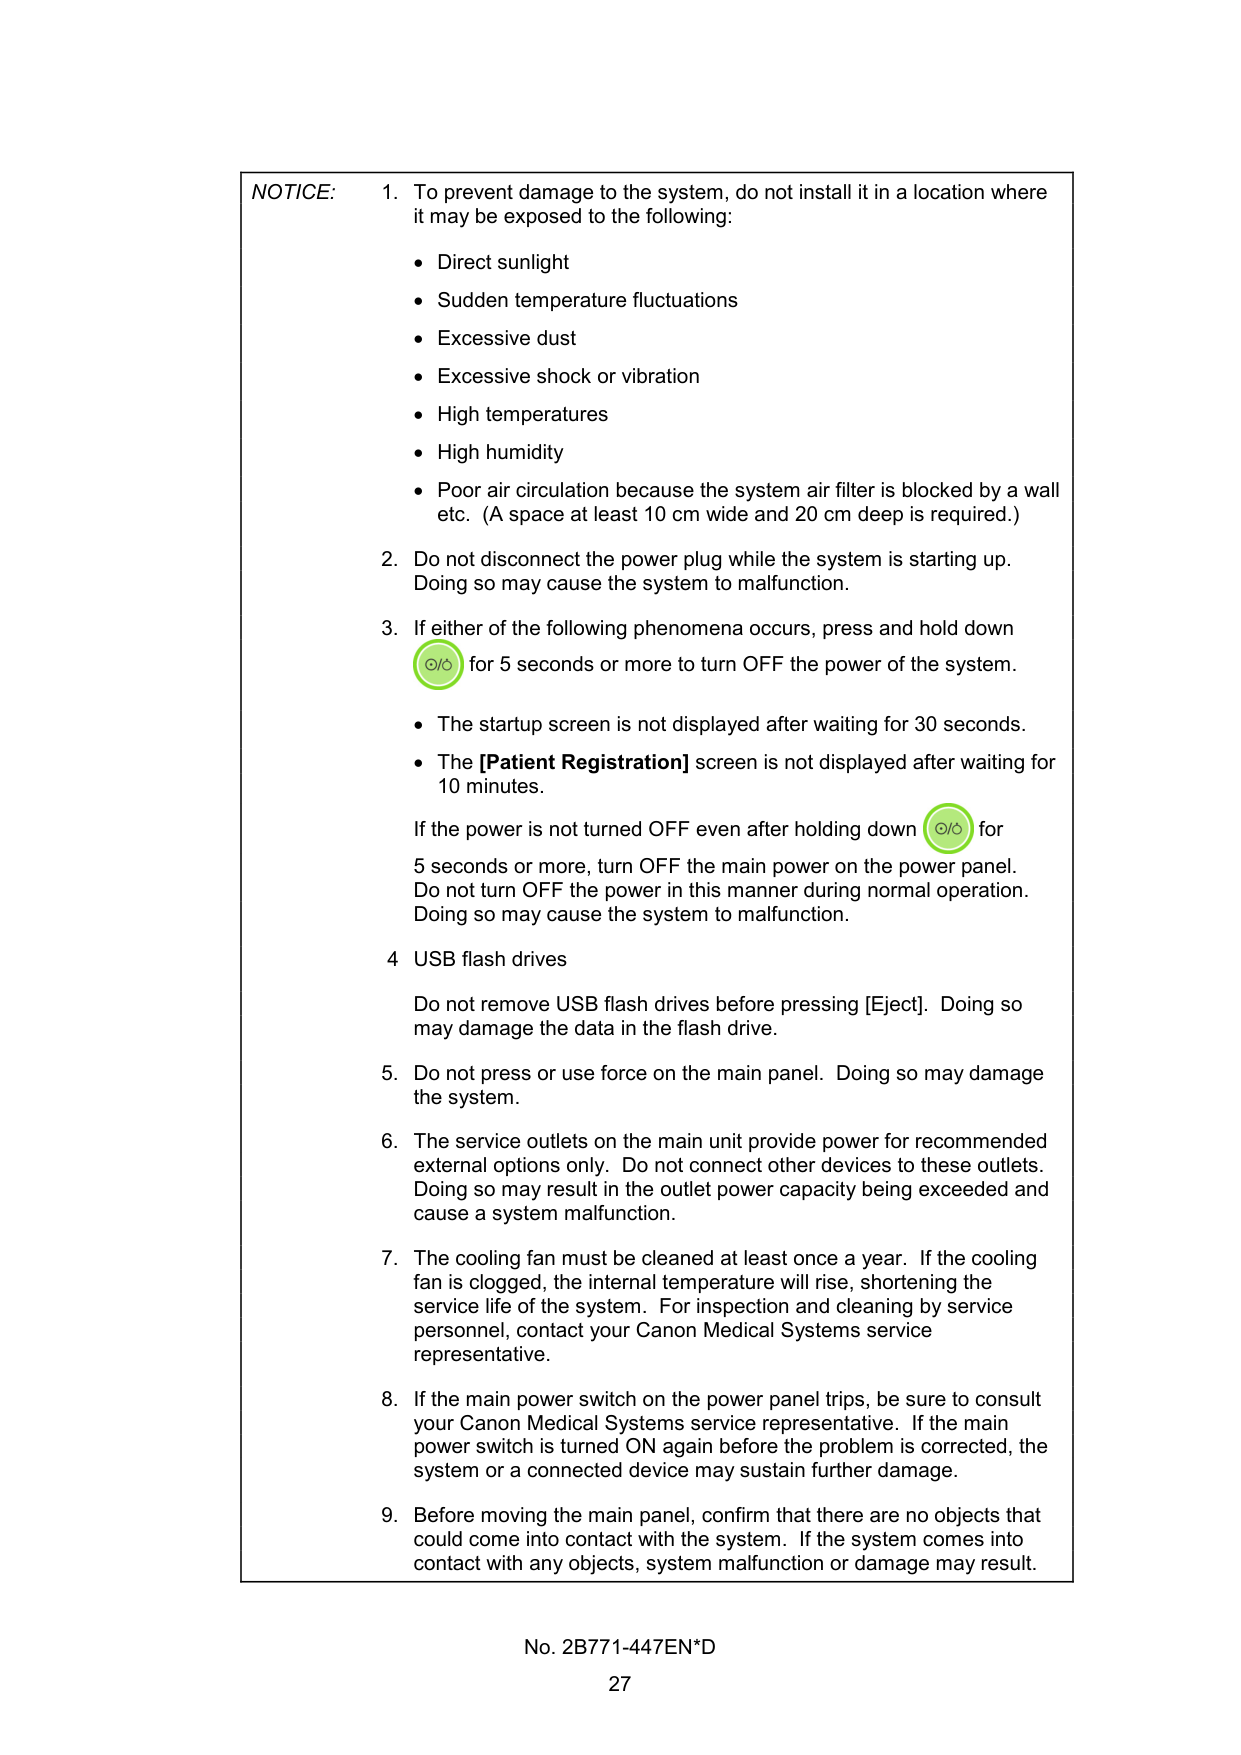 NOTICE: 1. To prevent damage to the system, do not install it in a location where
it may be exposed to the following:
• Direct sunlight
• Sudden temperature fluctuations
• Excessive dust
• Excessive shock or vibration
• High temperatures
• High humidity
• Poor air circulation because the system air filter is blocked by a wall
etc. (A space at least 10 cm wide and 20 cm deep is required.)
2. Do not disconnect the power plug while the system is starting up.
Doing so may cause the system to malfunction.
3. If either of the following phenomena occurs, press and hold down
for 5 seconds or more to turn OFF the power of the system.
• The startup screen is not displayed after waiting for 30 seconds.
• The [Patient Registration] screen is not displayed after waiting for
10 minutes.
If the power is not turned OFF even after holding down for
5 seconds or more, turn OFF the main power on the power panel.
Do not turn OFF the power in this manner during normal operation.
Doing so may cause the system to malfunction.
4 USB flash drives
Do not remove USB flash drives before pressing [Eject]. Doing so
may damage the data in the flash drive.
5. Do not press or use force on the main panel. Doing so may damage
the system.
6. The service outlets on the main unit provide power for recommended
external options only. Do not connect other devices to these outlets.
Doing so may result in the outlet power capacity being exceeded and
cause a system malfunction.
7. The cooling fan must be cleaned at least once a year. If the cooling
fan is clogged, the internal temperature will rise, shortening the
service life of the system. For inspection and cleaning by service
personnel, contact your Canon Medical Systems service
representative.
8. If the main power switch on the power panel trips, be sure to consult
your Canon Medical Systems service representative. If the main
power switch is turned ON again before the problem is corrected, the
system or a connected device may sustain further damage.
9. Before moving the main panel, confirm that there are no objects that
could come into contact with the system. If the system comes into
contact with any objects, system malfunction or damage may result.
No. 2B771-447EN*D
27